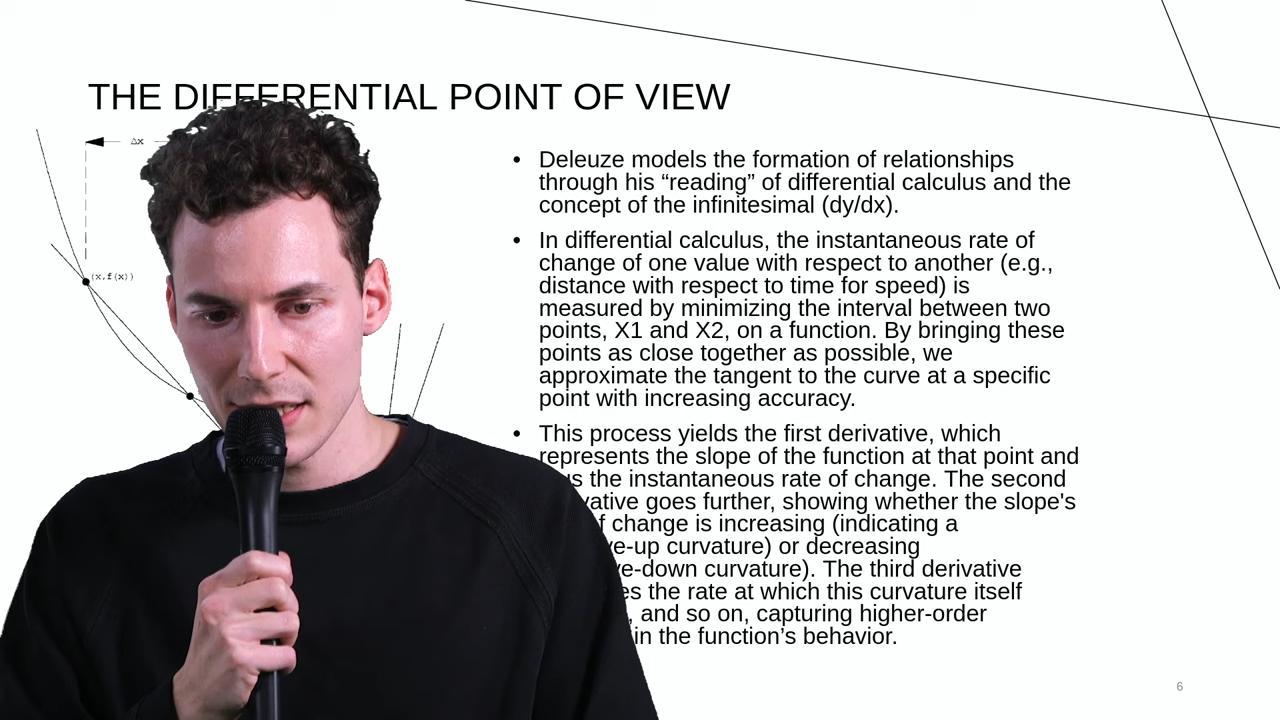 THE DIFFERENTIAL POINT OF VIEW
Δx
(x,f(x))
• Deleuze models the formation of relationships
through his “reading” of differential calculus and the
concept of the infinitesimal (dy/dx).
• In differential calculus, the instantaneous rate of
change of one value with respect to another (e.g.,
distance with respect to time for speed) is
measured by minimizing the interval between two
points, X1 and X2, on a function. By bringing these
points as close together as possible, we
approximate the tangent to the curve at a specific
point with increasing accuracy.
• This process yields the first derivative, which
represents the slope of the function at that point and
the instantaneous rate of change. The second
goes further, showing whether the slope's
change is increasing (indicating a
curvature) or decreasing
curvature). The third derivative
the rate at which this curvature itself
, and so on, capturing higher-order
in the function’s behavior.
6